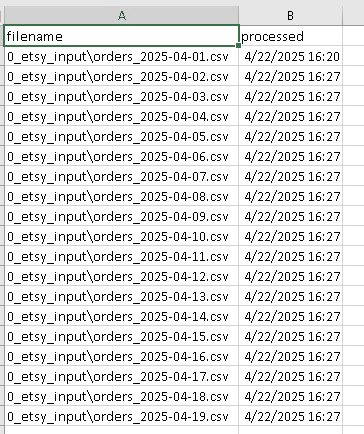 A B
filename processed
0_etsy_input\orders_2025-04-01.csv 4/22/2025 16:20
0_etsy_input\orders_2025-04-02.csv 4/22/2025 16:27
0_etsy_input\orders_2025-04-03.csv 4/22/2025 16:27
0_etsy_input\orders_2025-04-04.csv 4/22/2025 16:27
0_etsy_input\orders_2025-04-05.csv 4/22/2025 16:27
0_etsy_input\orders_2025-04-06.csv 4/22/2025 16:27
0_etsy_input\orders_2025-04-07.csv 4/22/2025 16:27
0_etsy_input\orders_2025-04-08.csv 4/22/2025 16:27
0_etsy_input\orders_2025-04-09.csv 4/22/2025 16:27
0_etsy_input\orders_2025-04-10.csv 4/22/2025 16:27
0_etsy_input\orders_2025-04-11.csv 4/22/2025 16:27
0_etsy_input\orders_2025-04-12.csv 4/22/2025 16:27
0_etsy_input\orders_2025-04-13.csv 4/22/2025 16:27
0_etsy_input\orders_2025-04-14.csv 4/22/2025 16:27
0_etsy_input\orders_2025-04-15.csv 4/22/2025 16:27
0_etsy_input\orders_2025-04-16.csv 4/22/2025 16:27
0_etsy_input\orders_2025-04-17.csv 4/22/2025 16:27
0_etsy_input\orders_2025-04-18.csv 4/22/2025 16:27
0_etsy_input\orders_2025-04-19.csv 4/22/2025 16:27